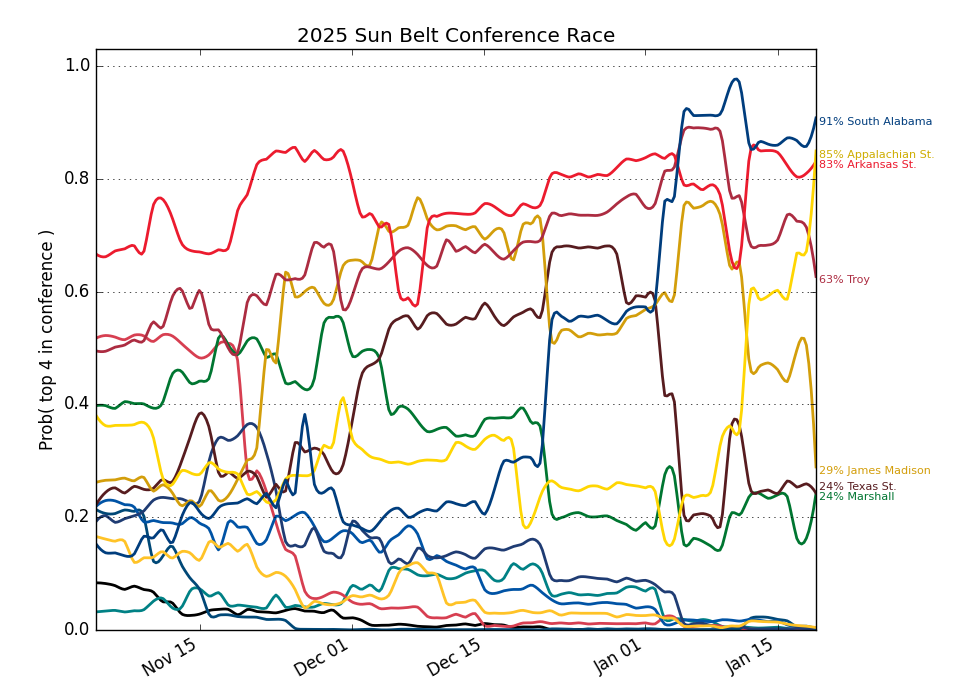 2025 Sun Belt Conference Race
Prob( top 4 in conference )
1.0
0.8
0.6
0.4
0.2
0.0
Nov 15
Dec 01
Dec 15
Jan 01
Jan 15
91% South Alabama
85% Appalachian St.
83% Arkansas St.
63% Troy
29% James Madison
24% Texas St.
24% Marshall